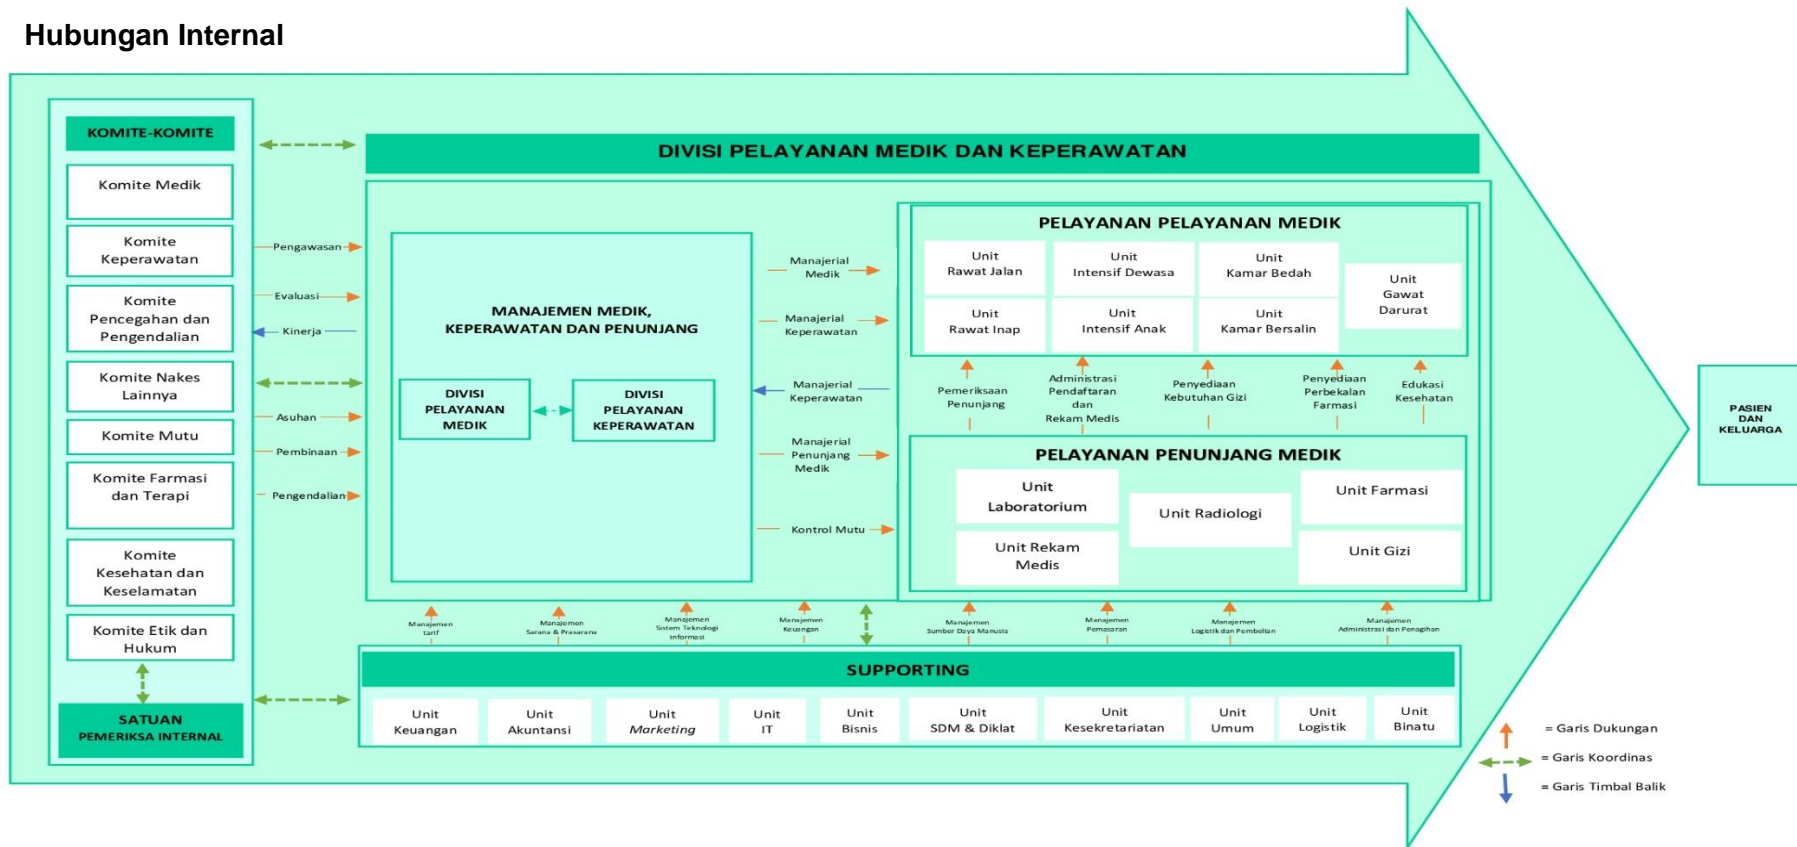 Hubungan Internal
KOMITE-KOMITE
Komite Medik
Komite
Keperawatan
Komite
Pencegahan dan
Pengendalian
Komite Nakes
Lainnya
Komite Mutu
Komite Farmasi
dan Terapi
Komite
Kesehatan dan
Keselamatan
Komite Etik dan
Hukum
SATUAN
PEMERIKSA INTERNAL
Pengawasan
Evaluasi
Kinerja
Asuhan
Pembinaan
Pengendalian
DIVISI PELAYANAN MEDIK DAN KEPERAWATAN
MANAJEMEN MEDIK,
KEPERAWATAN DAN PENUNJANG
DIVISI
PELAYANAN
MEDIK
DIVISI
PELAYANAN
KEPERAWATAN
Manajerial
Medik
Manajerial
Keperawatan
Manajerial
Keperawatan
Manajerial
Penunjang
Medik
Kontrol Mutu
PELAYANAN PELAYANAN MEDIK
Unit
Rawat Jalan
Unit
Intensif Dewasa
Unit
Kamar Bedah
Unit
Gawat
Darurat
Unit
Rawat Inap
Unit
Intensif Anak
Unit
Kamar Bersalin
Pemeriksaan
Penunjang
Administrasi
Pendaftaran
dan
Rekam Medis
Penyediaan
Kebutuhan Gizi
Penyediaan
Perbekalan
Farmasi
Edukasi
Kesehatan
PELAYANAN PENUNJANG MEDIK
Unit
Laboratorium
Unit Radiologi
Unit Farmasi
Unit Rekam
Medis
Unit Gizi
Manajemen
tarif
Manajemen
Sarana & Prasarana
Manajemen
Sistem Teknologi
Informasi
Manajemen
Keuangan
Manajemen
Sumber Daya Manusia
Manajemen
Pemasaran
Manajemen
Logistik dan Pembelian
Manajemen
Administrasi dan Penagihan
SUPPORTING
Unit
Keuangan
Unit
Akuntansi
Unit
Marketing
Unit
IT
Unit
Bisnis
Unit
SDM & Diklat
Unit
Kesekretariatan
Unit
Umum
Unit
Logistik
Unit
Binatu
PASIEN
DAN
KELUARGA
= Garis Dukungan
= Garis Koordinas
= Garis Timbal Balik